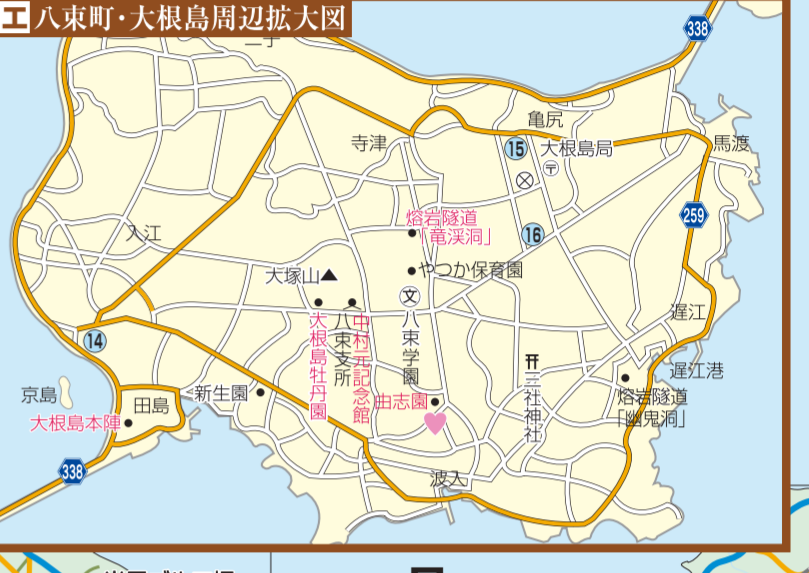 エ 八束町・大根島周辺拡大図
二子
338
亀尻
寺津
15
大根島局
〒
馬渡
259
熔岩隧道
「竜渓洞」
16
入江
大塚山▲
やつか保育園
文
八束学園
大根島牡丹園
八束支所
中村元記念館
遅江
14
三社神社
遅江港
京島
新生園
由志園
熔岩隧道
「幽鬼洞」
田島
大根島本陣
338
波入